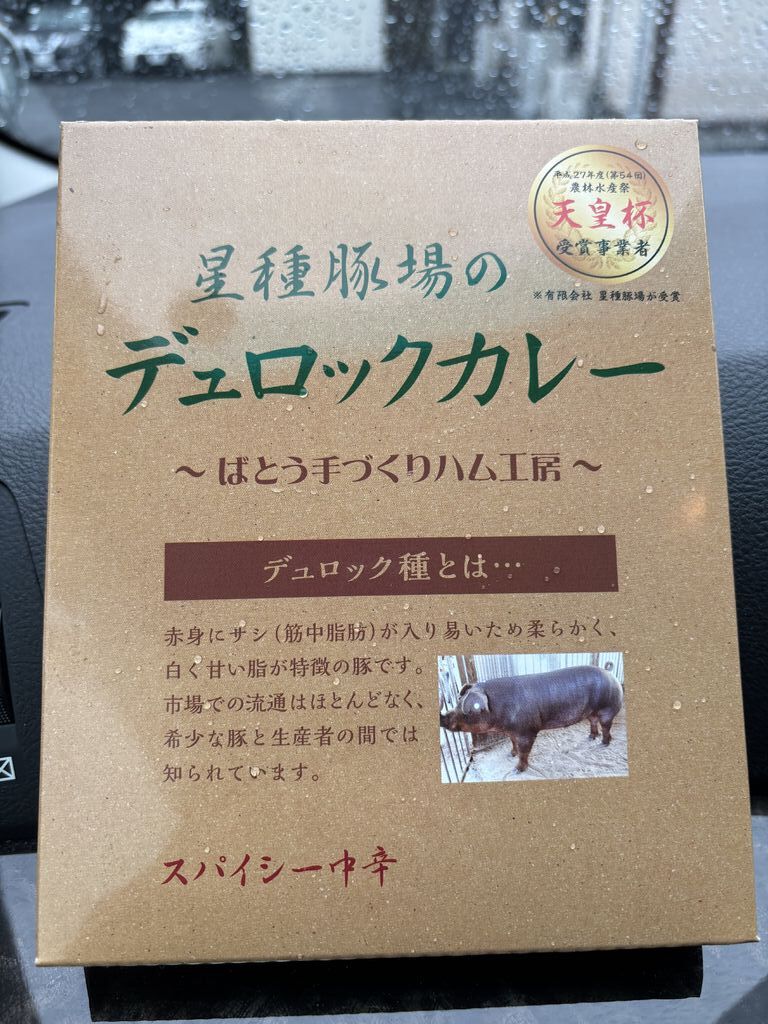 平成27年度(第54回)
農林水産祭
天皇杯
受賞事業者
※有限会社 星種豚場が受賞
星種豚場の
デュロックカレー
～ばとう手づくりハム工房～
デュロック種とは…
赤身にサシ(筋中脂肪)が入り易いため柔らかく、
白く甘い脂が特徴の豚です。
市場での流通はほとんどなく、
希少な豚と生産者の間では
知られています。
スパイシー中辛